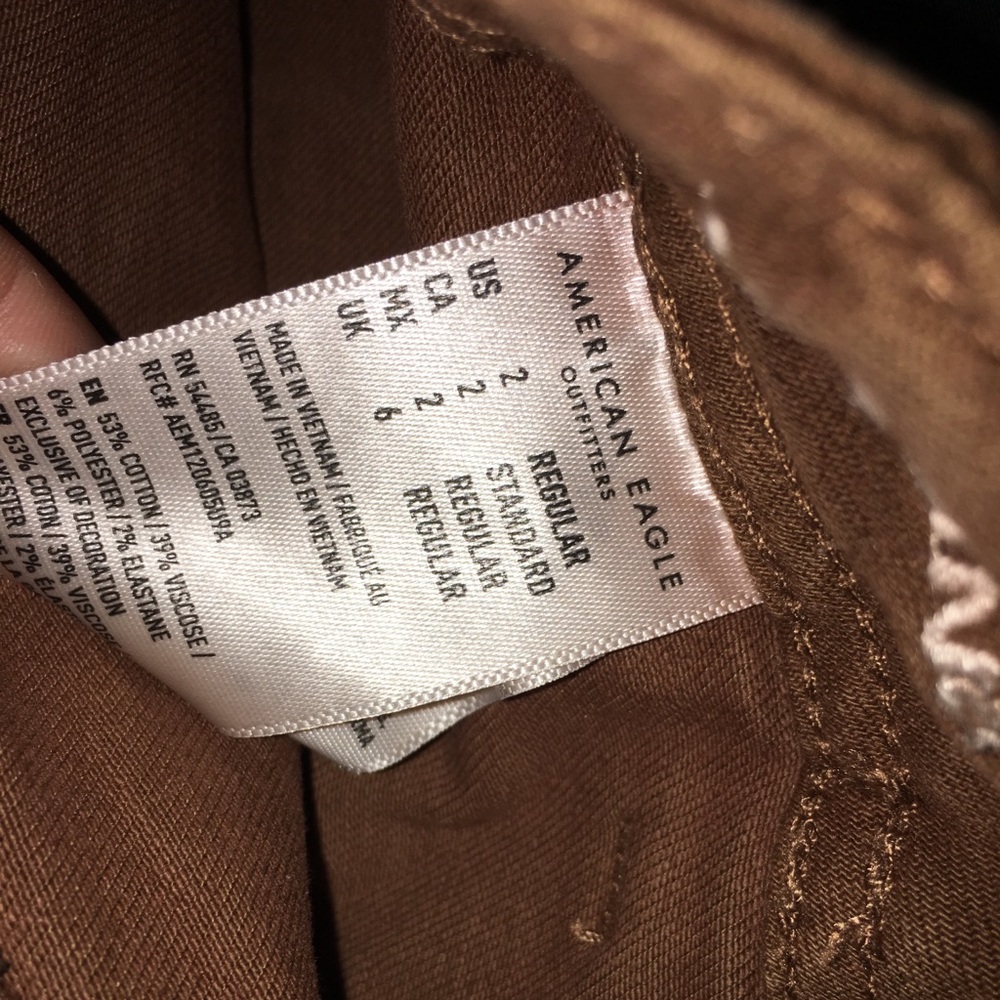 AMERICAN EAGLE
OUTFITTERS
US 2 REGULAR
CA 2 STANDARD
MX 2 REGULAR
UK 6 REGULAR
MADE IN VIETNAM / FABRIQUÉ AU
VIETNAM / HECHO EN VIETNAM
RN 54485 / CA 03873
RFC# AEM120605U9A
EN 53% COTTON / 39% VISCOSE /
6% POLYESTER / 2% ELASTANE
EXCLUSIVE OF DECORATION
FR 53% COTON / 39% VISCOSE